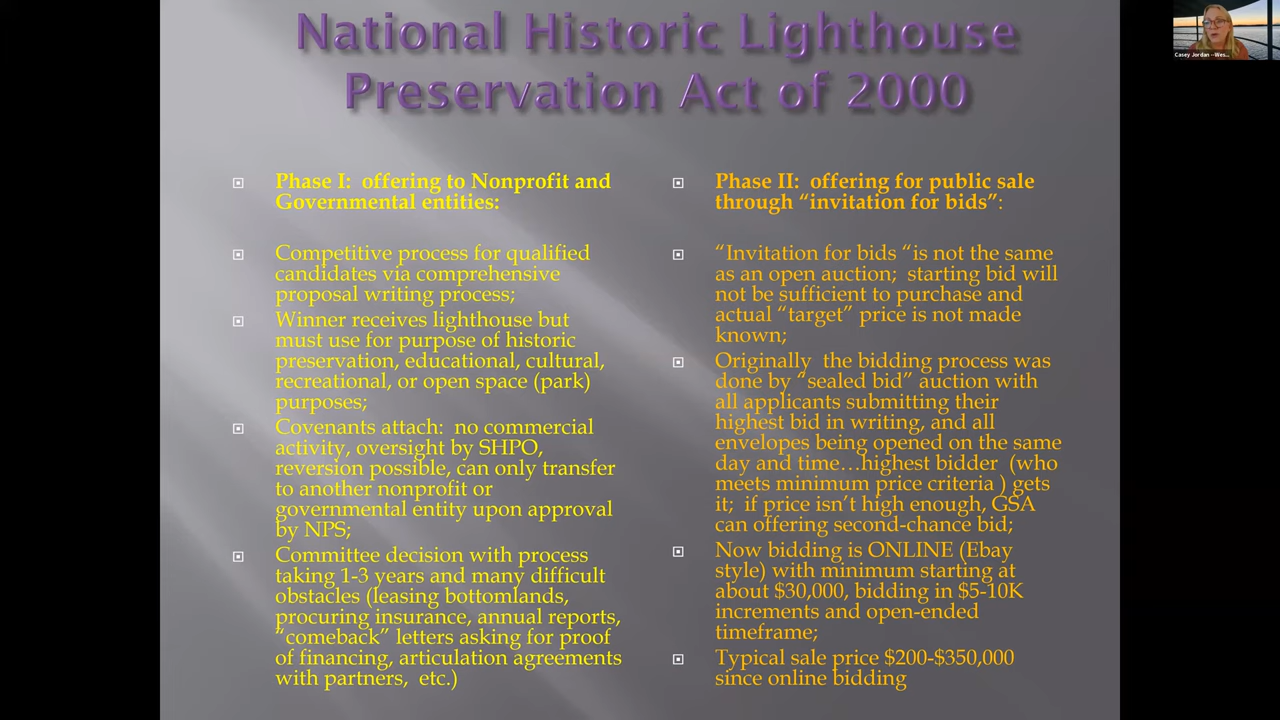 National Historic Lighthouse
Preservation Act of 2000
Phase I: offering to Nonprofit and
Governmental entities:
Competitive process for qualified
candidates via comprehensive
proposal writing process;
Winner receives lighthouse but
must use for purpose of historic
preservation, educational, cultural,
recreational, or open space (park)
purposes;
Covenants attach: no commercial
activity, oversight by SHPO,
reversion possible, can only transfer
to another nonprofit or
governmental entity upon approval
by NPS;
Committee decision with process
taking 1-3 years and many difficult
obstacles (leasing bottomlands,
procuring insurance, annual reports,
“comeback” letters asking for proof
of financing, articulation agreements
with partners, etc.)
Phase II: offering for public sale
through “invitation for bids”:
“Invitation for bids “is not the same
as an open auction; starting bid will
not be sufficient to purchase and
actual “target” price is not made
known;
Originally the bidding process was
done by “sealed bid” auction with
all applicants submitting their
highest bid in writing, and all
envelopes being opened on the same
day and time…highest bidder (who
meets minimum price criteria ) gets
it; if price isn’t high enough, GSA
can offering second-chance bid;
Now bidding is ONLINE (Ebay
style) with minimum starting at
about $30,000, bidding in $5-10K
increments and open-ended
timeframe;
Typical sale price $200-$350,000
since online bidding
Casey Jordan --Wes...